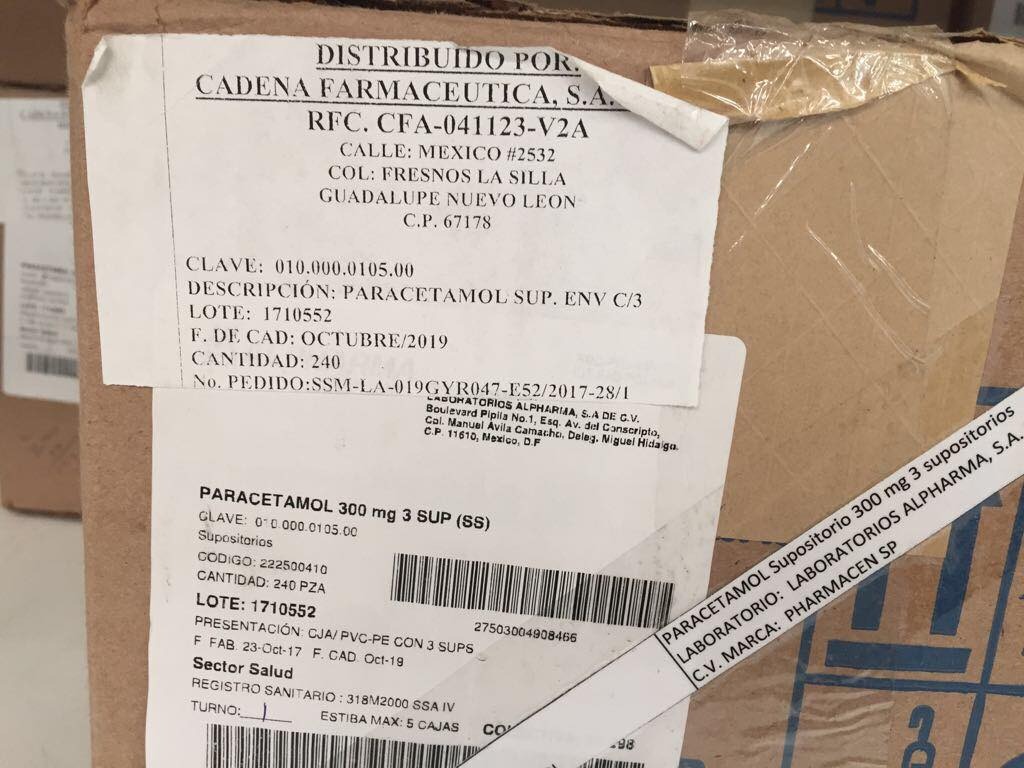 DISTRIBUIDO POR:
CADENA FARMACEUTICA, S.A.
RFC. CFA-041123-V2A
CALLE: MEXICO #2532
COL: FRESNOS LA SILLA
GUADALUPE NUEVO LEON
C.P. 67178
CLAVE: 010.000.0105.00
DESCRIPCIÓN: PARACETAMOL SUP. ENV C/3
LOTE: 1710552
F. DE CAD: OCTUBRE/2019
CANTIDAD: 240
No. PEDIDO:SSM-LA-019GYR047-E52/2017-28/1
LABORATORIOS ALPHARMA, S.A DE C.V.
Boulevard Pipila No.1, Esq. Av. del Conscripto,
Col. Manuel Avila Camacho, Deleg. Miguel Hidalgo.
C.P. 11610, Mexico, D.F
PARACETAMOL 300 mg 3 SUP (SS)
CLAVE: 010.000.0105.00
Supositorios
CODIGO: 222500410
CANTIDAD: 240 PZA
LOTE: 1710552
27503004908466
PRESENTACIÓN: CJA/ PVC-PE CON 3 SUPS
F. FAB. 23-Oct-17 F. CAD. Oct-19
Sector Salud
REGISTRO SANITARIO : 318M2000 SSA IV
TURNO: 1 ESTIBA MAX: 5 CAJAS
PARACETAMOL Supositorio 300 mg 3 supositorios
LABORATORIO: LABORATORIOS ALPHARMA, S.A.
C.V. MARCA: PHARMACEN SP